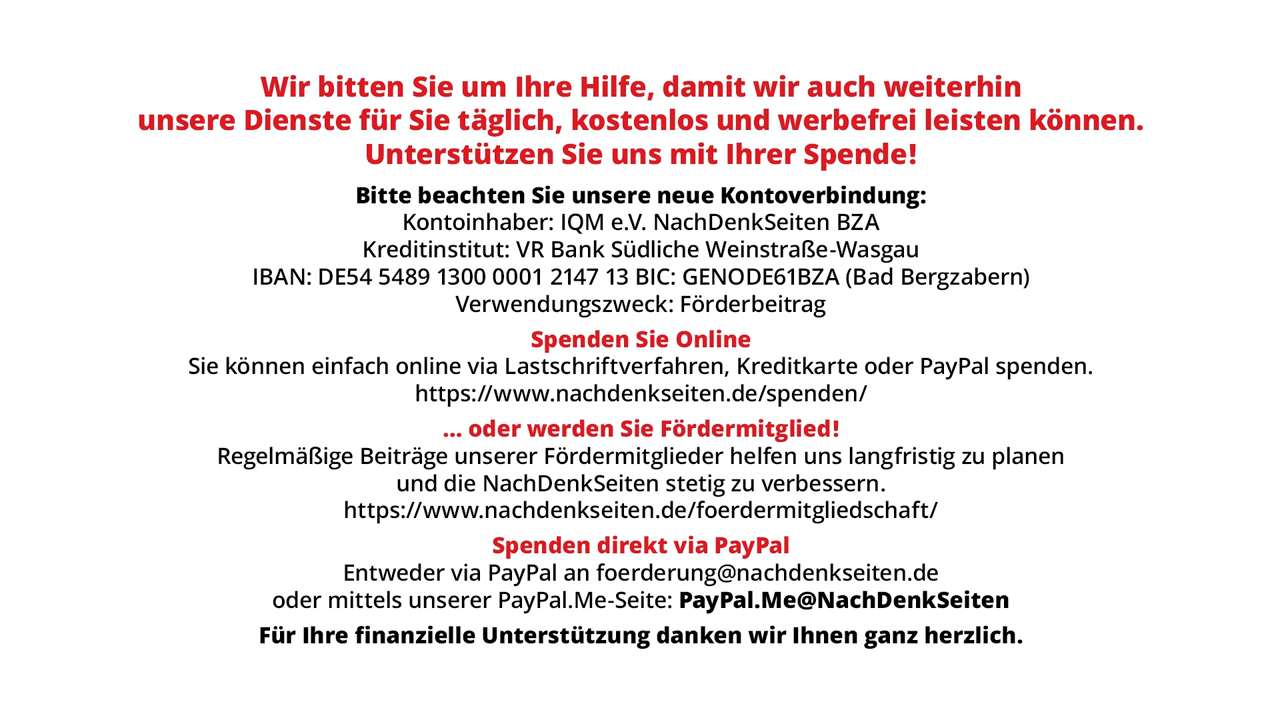 Wir bitten Sie um Ihre Hilfe, damit wir auch weiterhin
unsere Dienste für Sie täglich, kostenlos und werbefrei leisten können.
Unterstützen Sie uns mit Ihrer Spende!
Bitte beachten Sie unsere neue Kontoverbindung:
Kontoinhaber: IQM e.V. NachDenkSeiten BZA
Kreditinstitut: VR Bank Südliche Weinstraße-Wasgau
IBAN: DE54 5489 1300 0001 2147 13 BIC: GENODE61BZA (Bad Bergzabern)
Verwendungszweck: Förderbeitrag
Spenden Sie Online
Sie können einfach online via Lastschriftverfahren, Kreditkarte oder PayPal spenden.
https://www.nachdenkseiten.de/spenden/
... oder werden Sie Fördermitglied!
Regelmäßige Beiträge unserer Fördermitglieder helfen uns langfristig zu planen
und die NachDenkSeiten stetig zu verbessern.
https://www.nachdenkseiten.de/foerdermitgliedschaft/
Spenden direkt via PayPal
Entweder via PayPal an foerderung@nachdenkseiten.de
oder mittels unserer PayPal.Me-Seite: PayPal.Me@NachDenkSeiten
Für Ihre finanzielle Unterstützung danken wir Ihnen ganz herzlich.